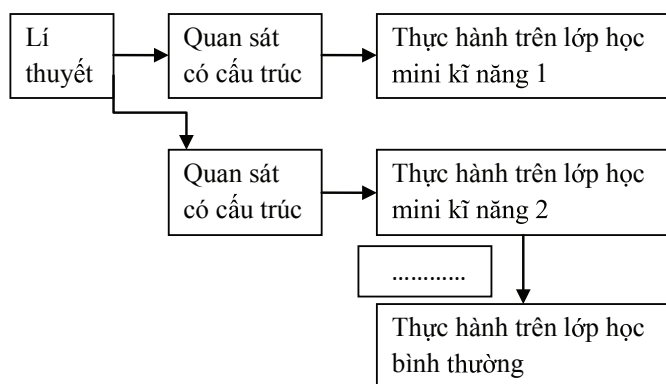 Lí
thuyết
Quan sát
có cấu trúc
Thực hành trên lớp học
mini kĩ năng 1
Quan sát
có cấu trúc
Thực hành trên lớp học
mini kĩ năng 2
............
Thực hành trên lớp học
bình thường